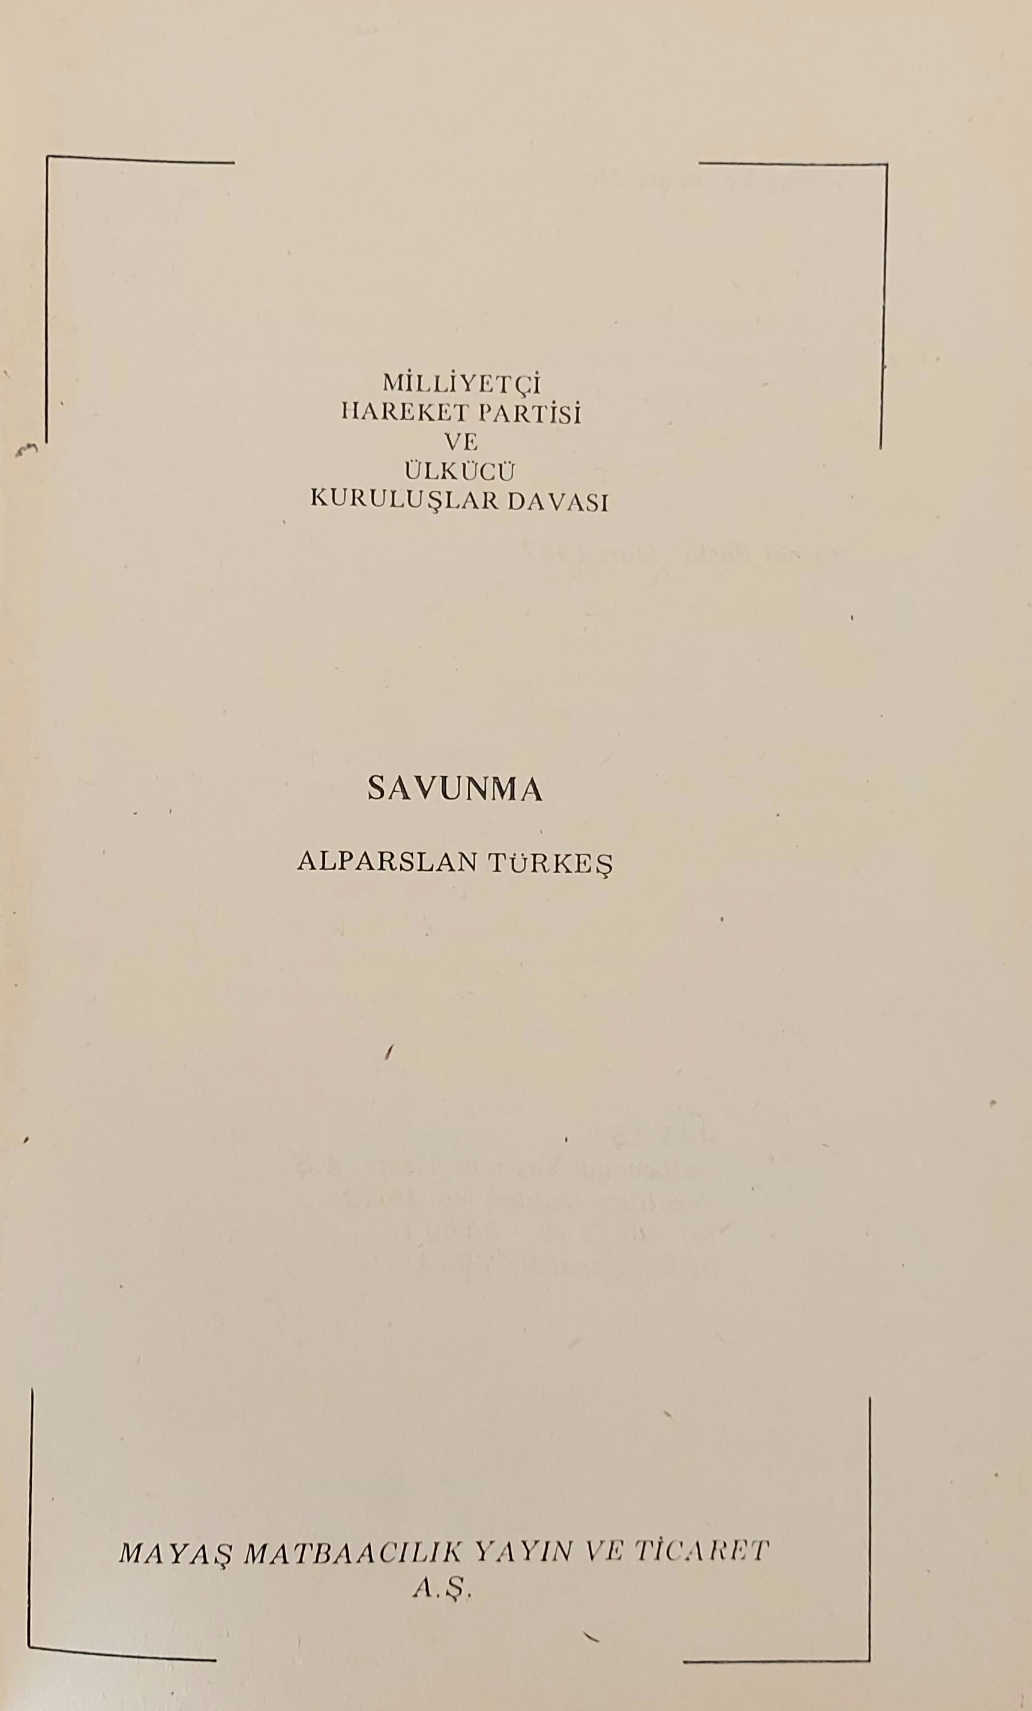 MİLLİYETÇİ
HAREKET PARTİSİ
VE
ÜLKÜCÜ
KURULUŞLAR DAVASI
SAVUNMA
ALPARSLAN TÜRKEŞ
MAYAŞ MATBAACILIK YAYIN VE TİCARET
A.Ş.